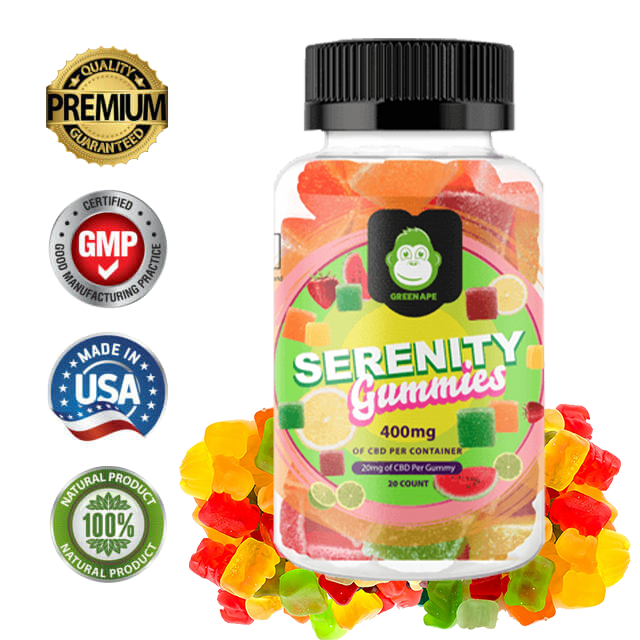 QUALITY
PREMIUM
GUARANTEED
CERTIFIED
GMP
GOOD MANUFACTURING PRACTICE
MADE IN
USA
NATURAL PRODUCT
100%
NATURAL PRODUCT
GREEN APE
SERENITY
Gummies
400mg
OF CBD PER CONTAINER
20mg of CBD Per Gummy
20 COUNT